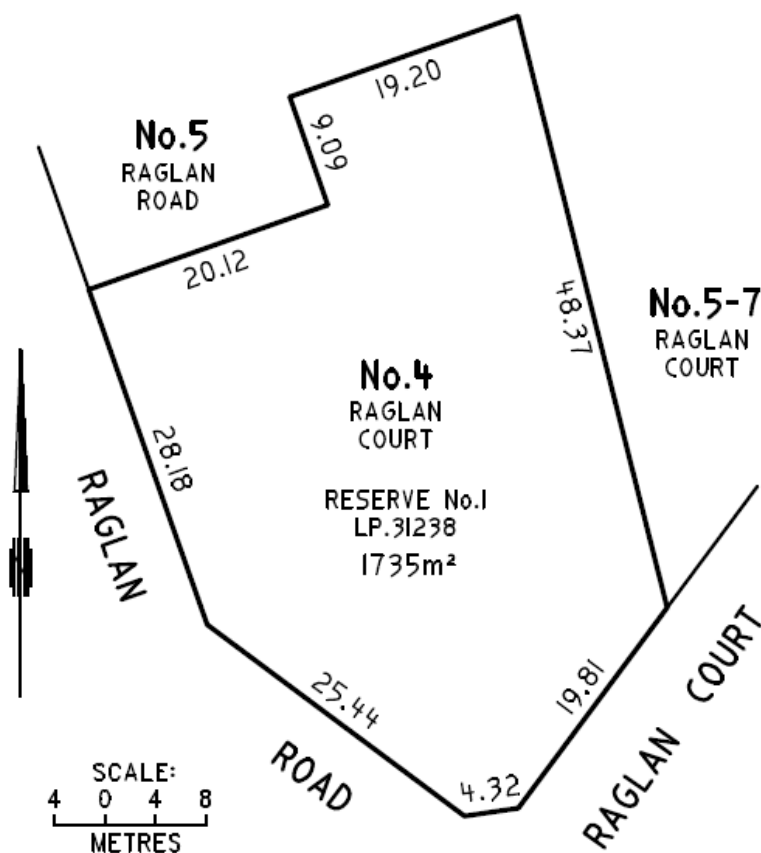 19.20
No.5
RAGLAN
ROAD
9.09
20.12
48.37
No.5-7
RAGLAN
COURT
No.4
RAGLAN
COURT
28.18
RAGLAN
RESERVE No.1
LP.31238
1735m²
25.44
19.81
RAGLAN COURT
ROAD
4.32
SCALE:
4 0 4 8
METRES